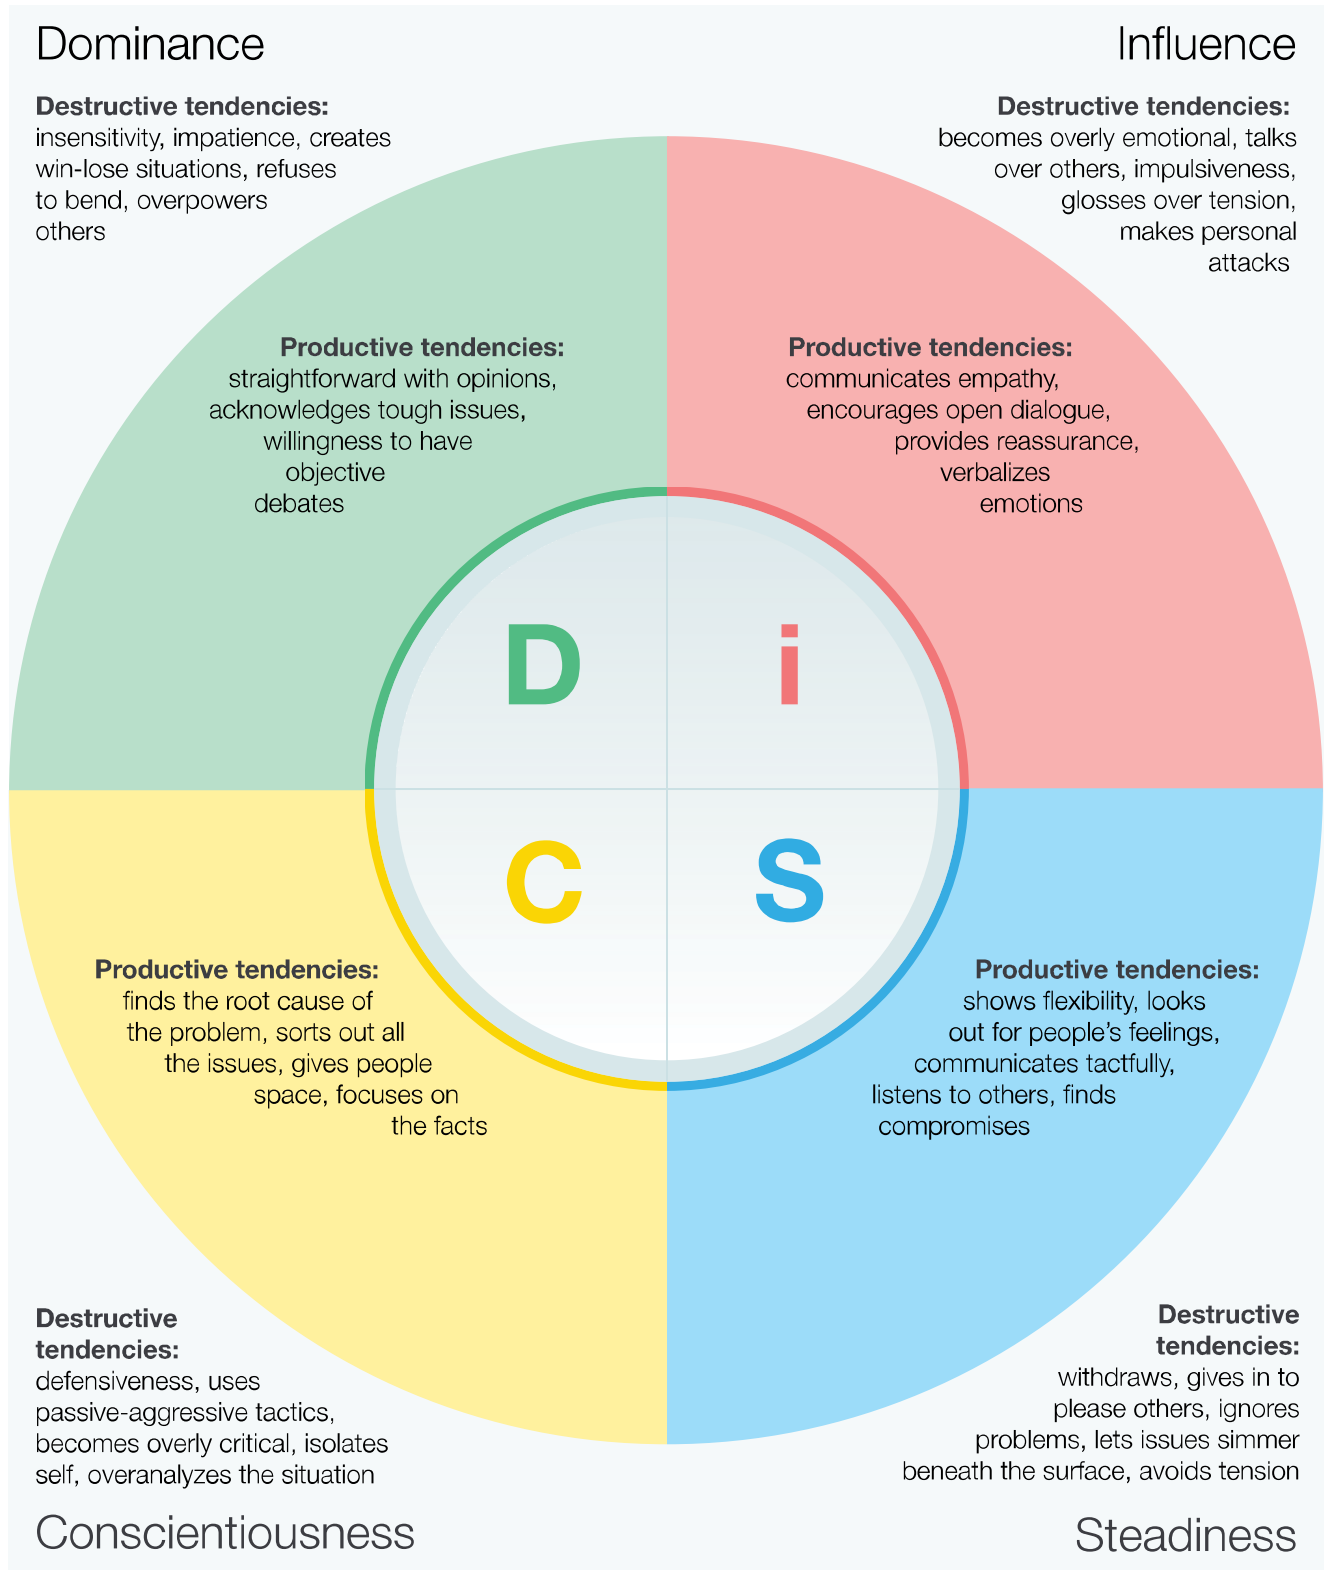 Dominance
Destructive tendencies:
insensitivity, impatience, creates
win-lose situations, refuses
to bend, overpowers
others
Influence
Destructive tendencies:
becomes overly emotional, talks
over others, impulsiveness,
glosses over tension,
makes personal
attacks
Productive tendencies:
straightforward with opinions,
acknowledges tough issues,
willingness to have
objective
debates
Productive tendencies:
communicates empathy,
encourages open dialogue,
provides reassurance,
verbalizes
emotions
D
i
C
S
Productive tendencies:
finds the root cause of
the problem, sorts out all
the issues, gives people
space, focuses on
the facts
Productive tendencies:
shows flexibility, looks
out for people's feelings,
communicates tactfully,
listens to others, finds
compromises
Destructive
tendencies:
defensiveness, uses
passive-aggressive tactics,
becomes overly critical, isolates
self, overanalyzes the situation
Conscientiousness
Destructive
tendencies:
withdraws, gives in to
please others, ignores
problems, lets issues simmer
beneath the surface, avoids tension
Steadiness